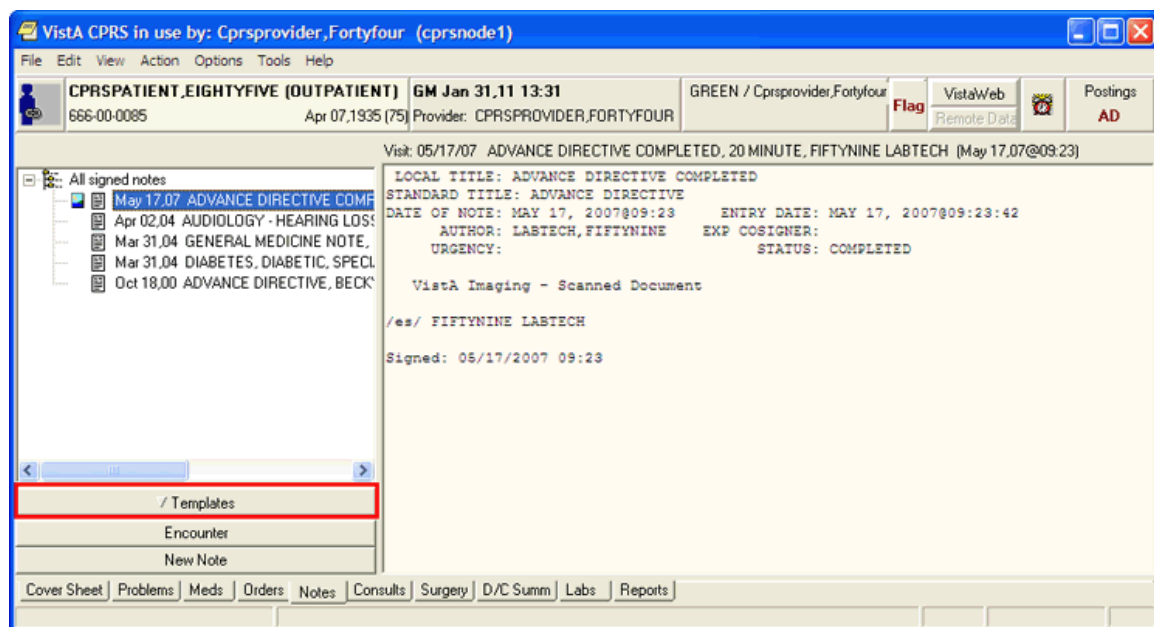 VistA CPRS in use by: Cprsprovider,Fortyfour (cprsnode1)
File Edit View Action Options Tools Help
CPRSPATIENT,EIGHTYFIVE (OUTPATIENT) GM Jan 31,11 13:31 GREEN / Cprsprovider,Fortyfour Flag VistaWeb Postings
666-00-0085 Apr 07,1935 (75) Provider: CPRSPROVIDER,FORTYFOUR Remote Data AD
Visit: 05/17/07 ADVANCE DIRECTIVE COMPLETED, 20 MINUTE, FIFTYNINE LABTECH (May 17,07@09:23)
All signed notes
May 17,07 ADVANCE DIRECTIVE COMP
Apr 02,04 AUDIOLOGY - HEARING LOSS
Mar 31,04 GENERAL MEDICINE NOTE,
Mar 31,04 DIABETES, DIABETIC, SPECI
Oct 18,00 ADVANCE DIRECTIVE, BECKY
LOCAL TITLE: ADVANCE DIRECTIVE COMPLETED
STANDARD TITLE: ADVANCE DIRECTIVE
DATE OF NOTE: MAY 17, 2007@09:23 ENTRY DATE: MAY 17, 2007@09:23:42
AUTHOR: LABTECH,FIFTYNINE EXP COSIGNER:
URGENCY: STATUS: COMPLETED
VistA Imaging - Scanned Document
/es/ FIFTYNINE LABTECH
Signed: 05/17/2007 09:23
/ Templates
Encounter
New Note
Cover Sheet Problems Meds Orders Notes Consults Surgery D/C Summ Labs Reports